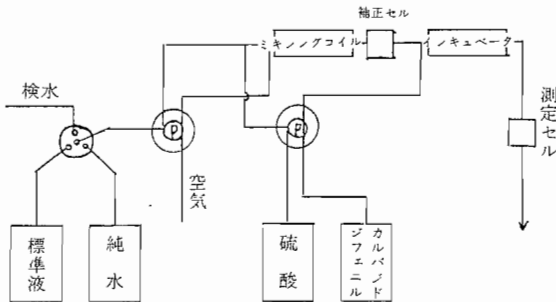 補正セル
ミキシングコイル
インキュベータ
検水
P
P
測定セル
空気
標準液
純水
硫酸
ジフェニル
カルバノド